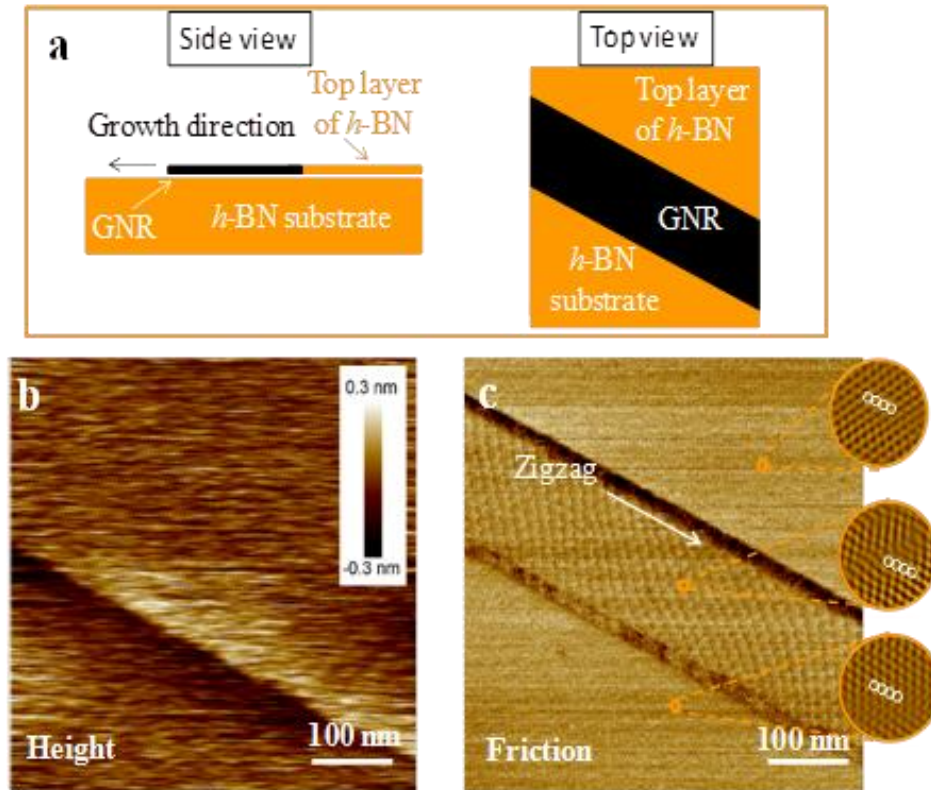 a
Side view
Top layer
of h-BN
Growth direction
GNR
h-BN substrate
Top view
Top layer
of h-BN
GNR
h-BN
substrate
b
0.3 nm
-0.3 nm
Height
100 nm
c
Zigzag
Friction
100 nm